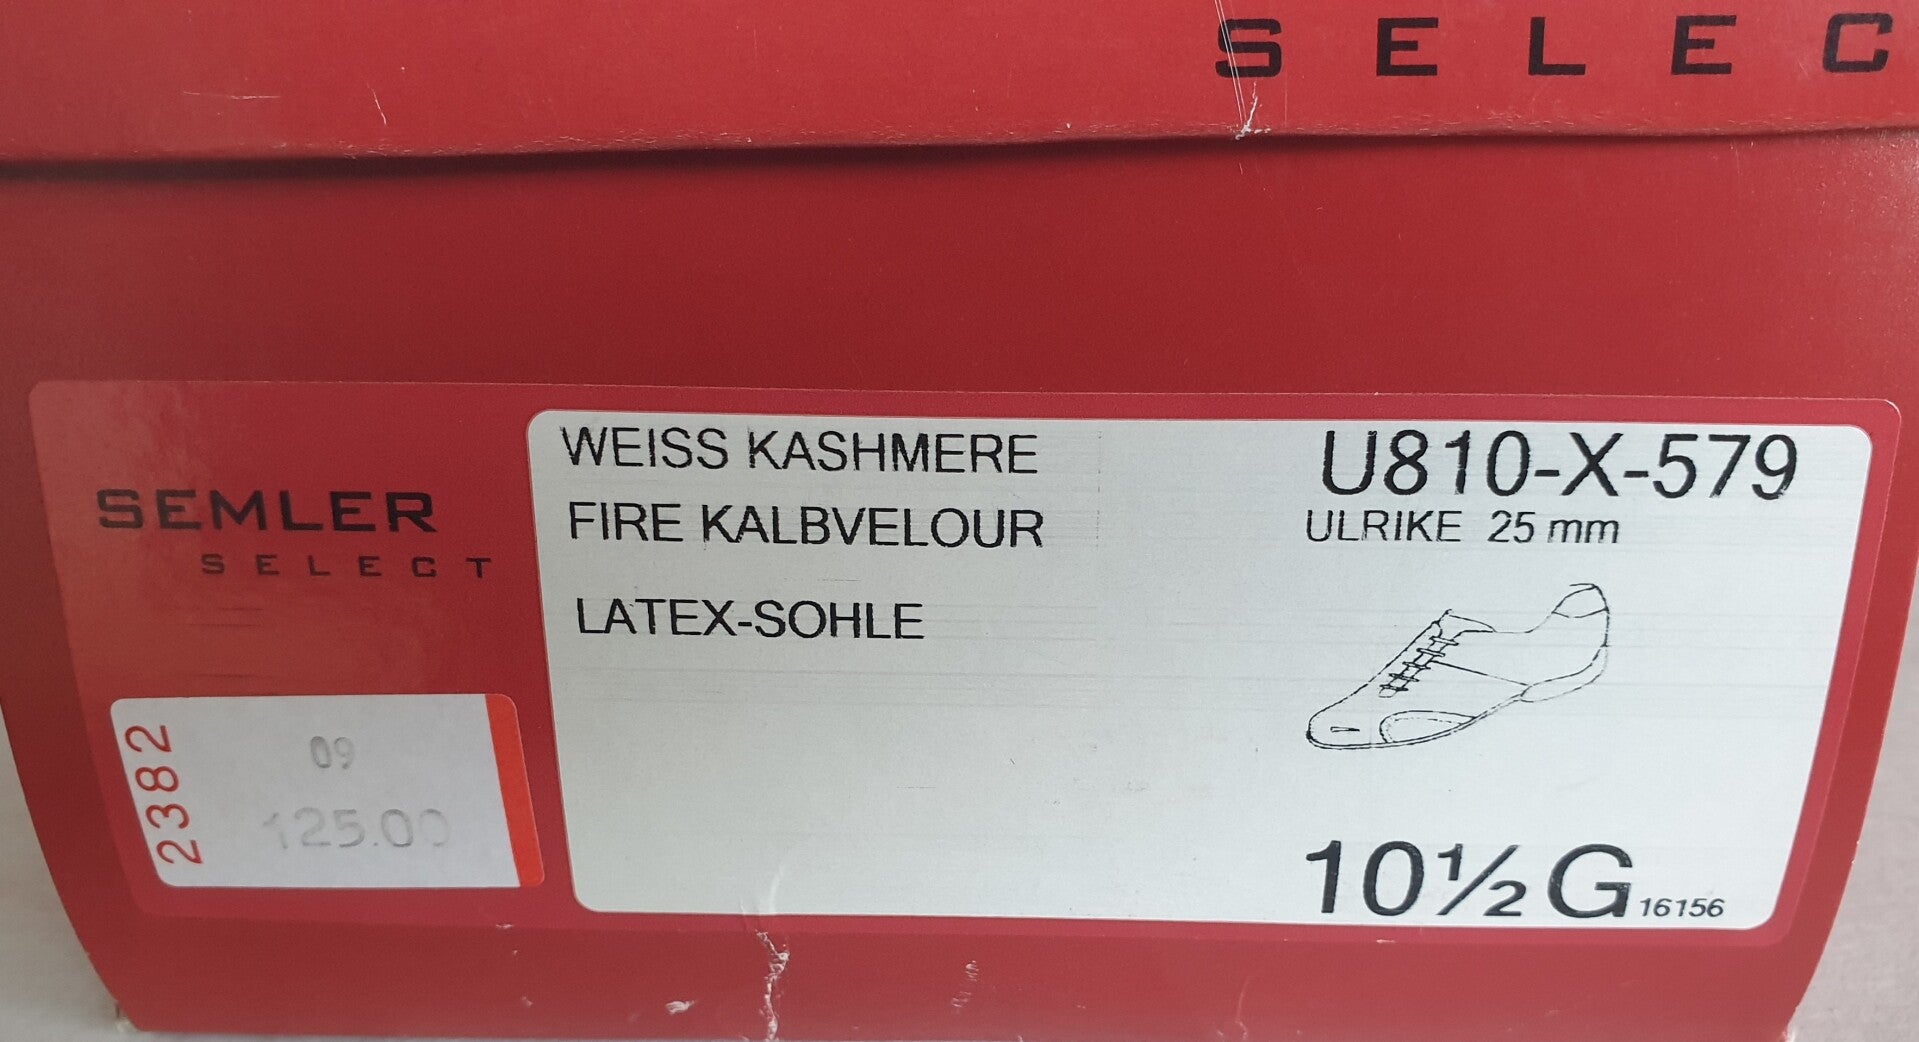 SELEC
SEMLER
SELECT
WEISS KASHMERE
FIRE KALBVELOUR
LATEX-SOHLE
U810-X-579
ULRIKE 25 mm
10½ G 16156
2382
09
125.00